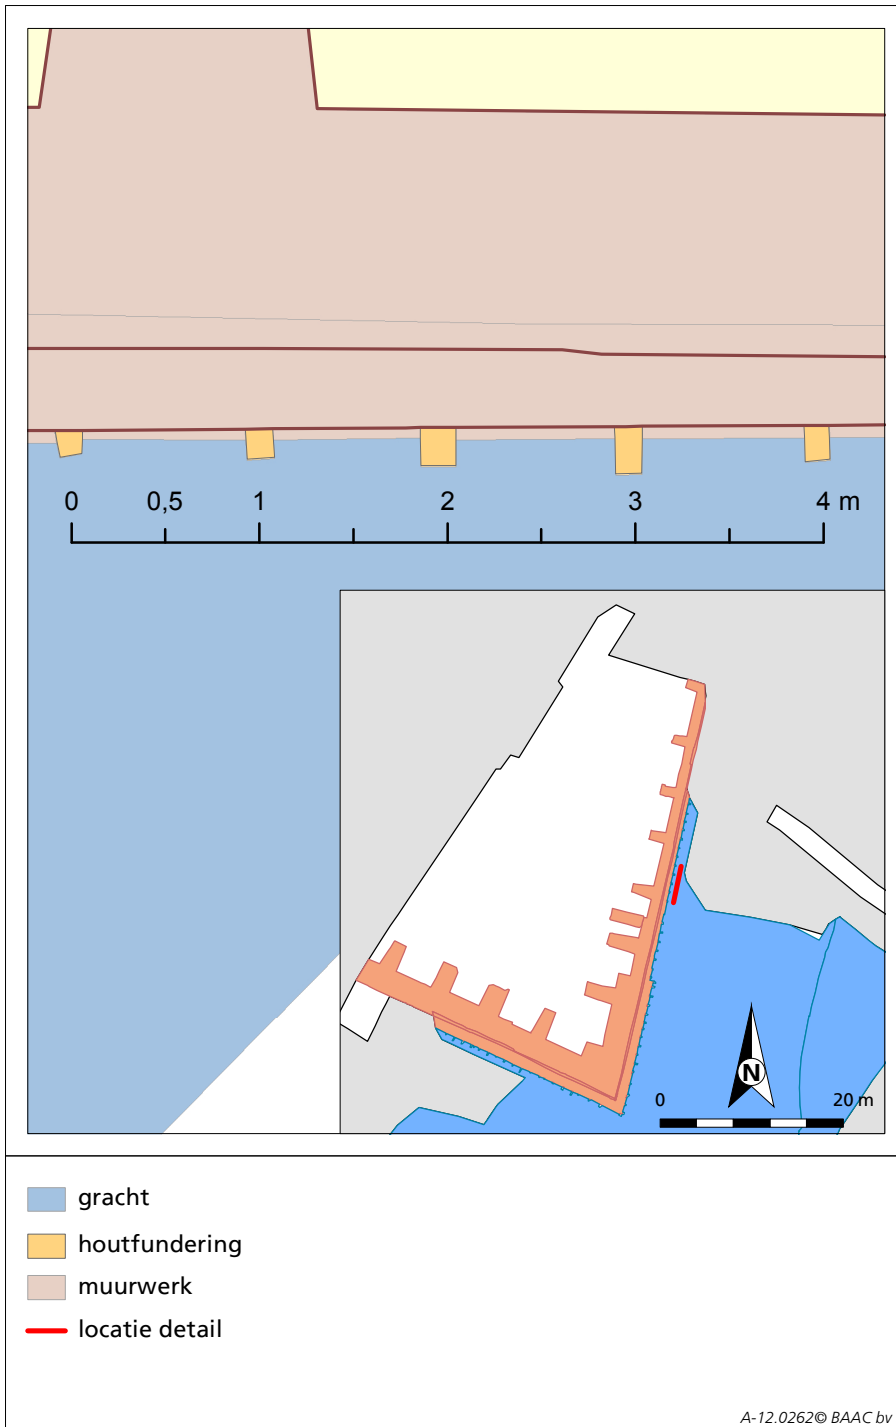 0 0,5 1 2 3 4 m
N
0 20 m
gracht
houtfundering
muurwerk
locatie detail
A-12.0262© BAAC bv